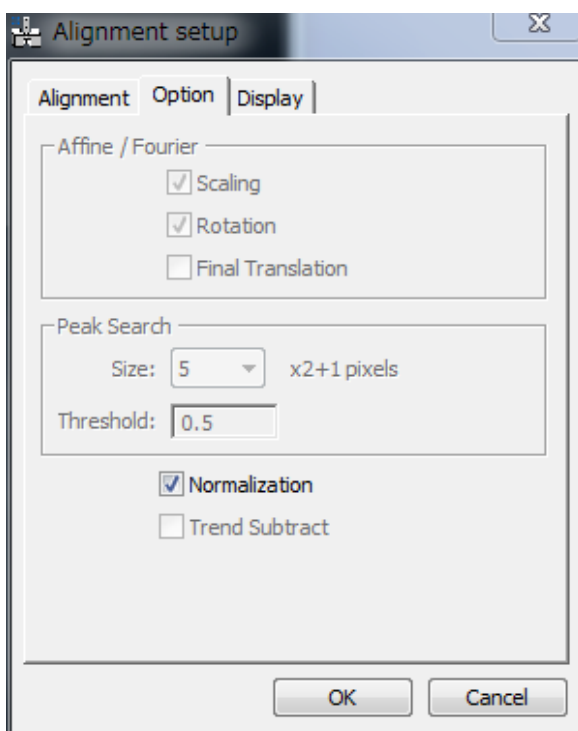 Alignment setup
Alignment Option Display
Affine / Fourier
Scaling
Rotation
Final Translation
Peak Search
Size: 5 x2+1 pixels
Threshold: 0.5
Normalization
Trend Subtract
OK Cancel